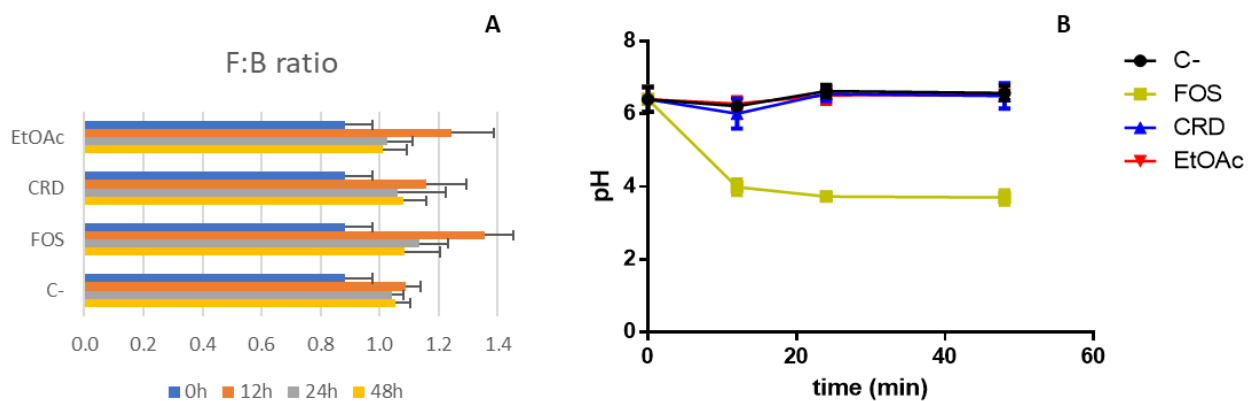 A
F:B ratio
EtOAc
CRD
FOS
C-
0.0 0.2 0.4 0.6 0.8 1.0 1.2 1.4
0h 12h 24h 48h
B
8
6
4
2
0
pH
0 20 40 60
time (min)
C-
FOS
CRD
EtOAc